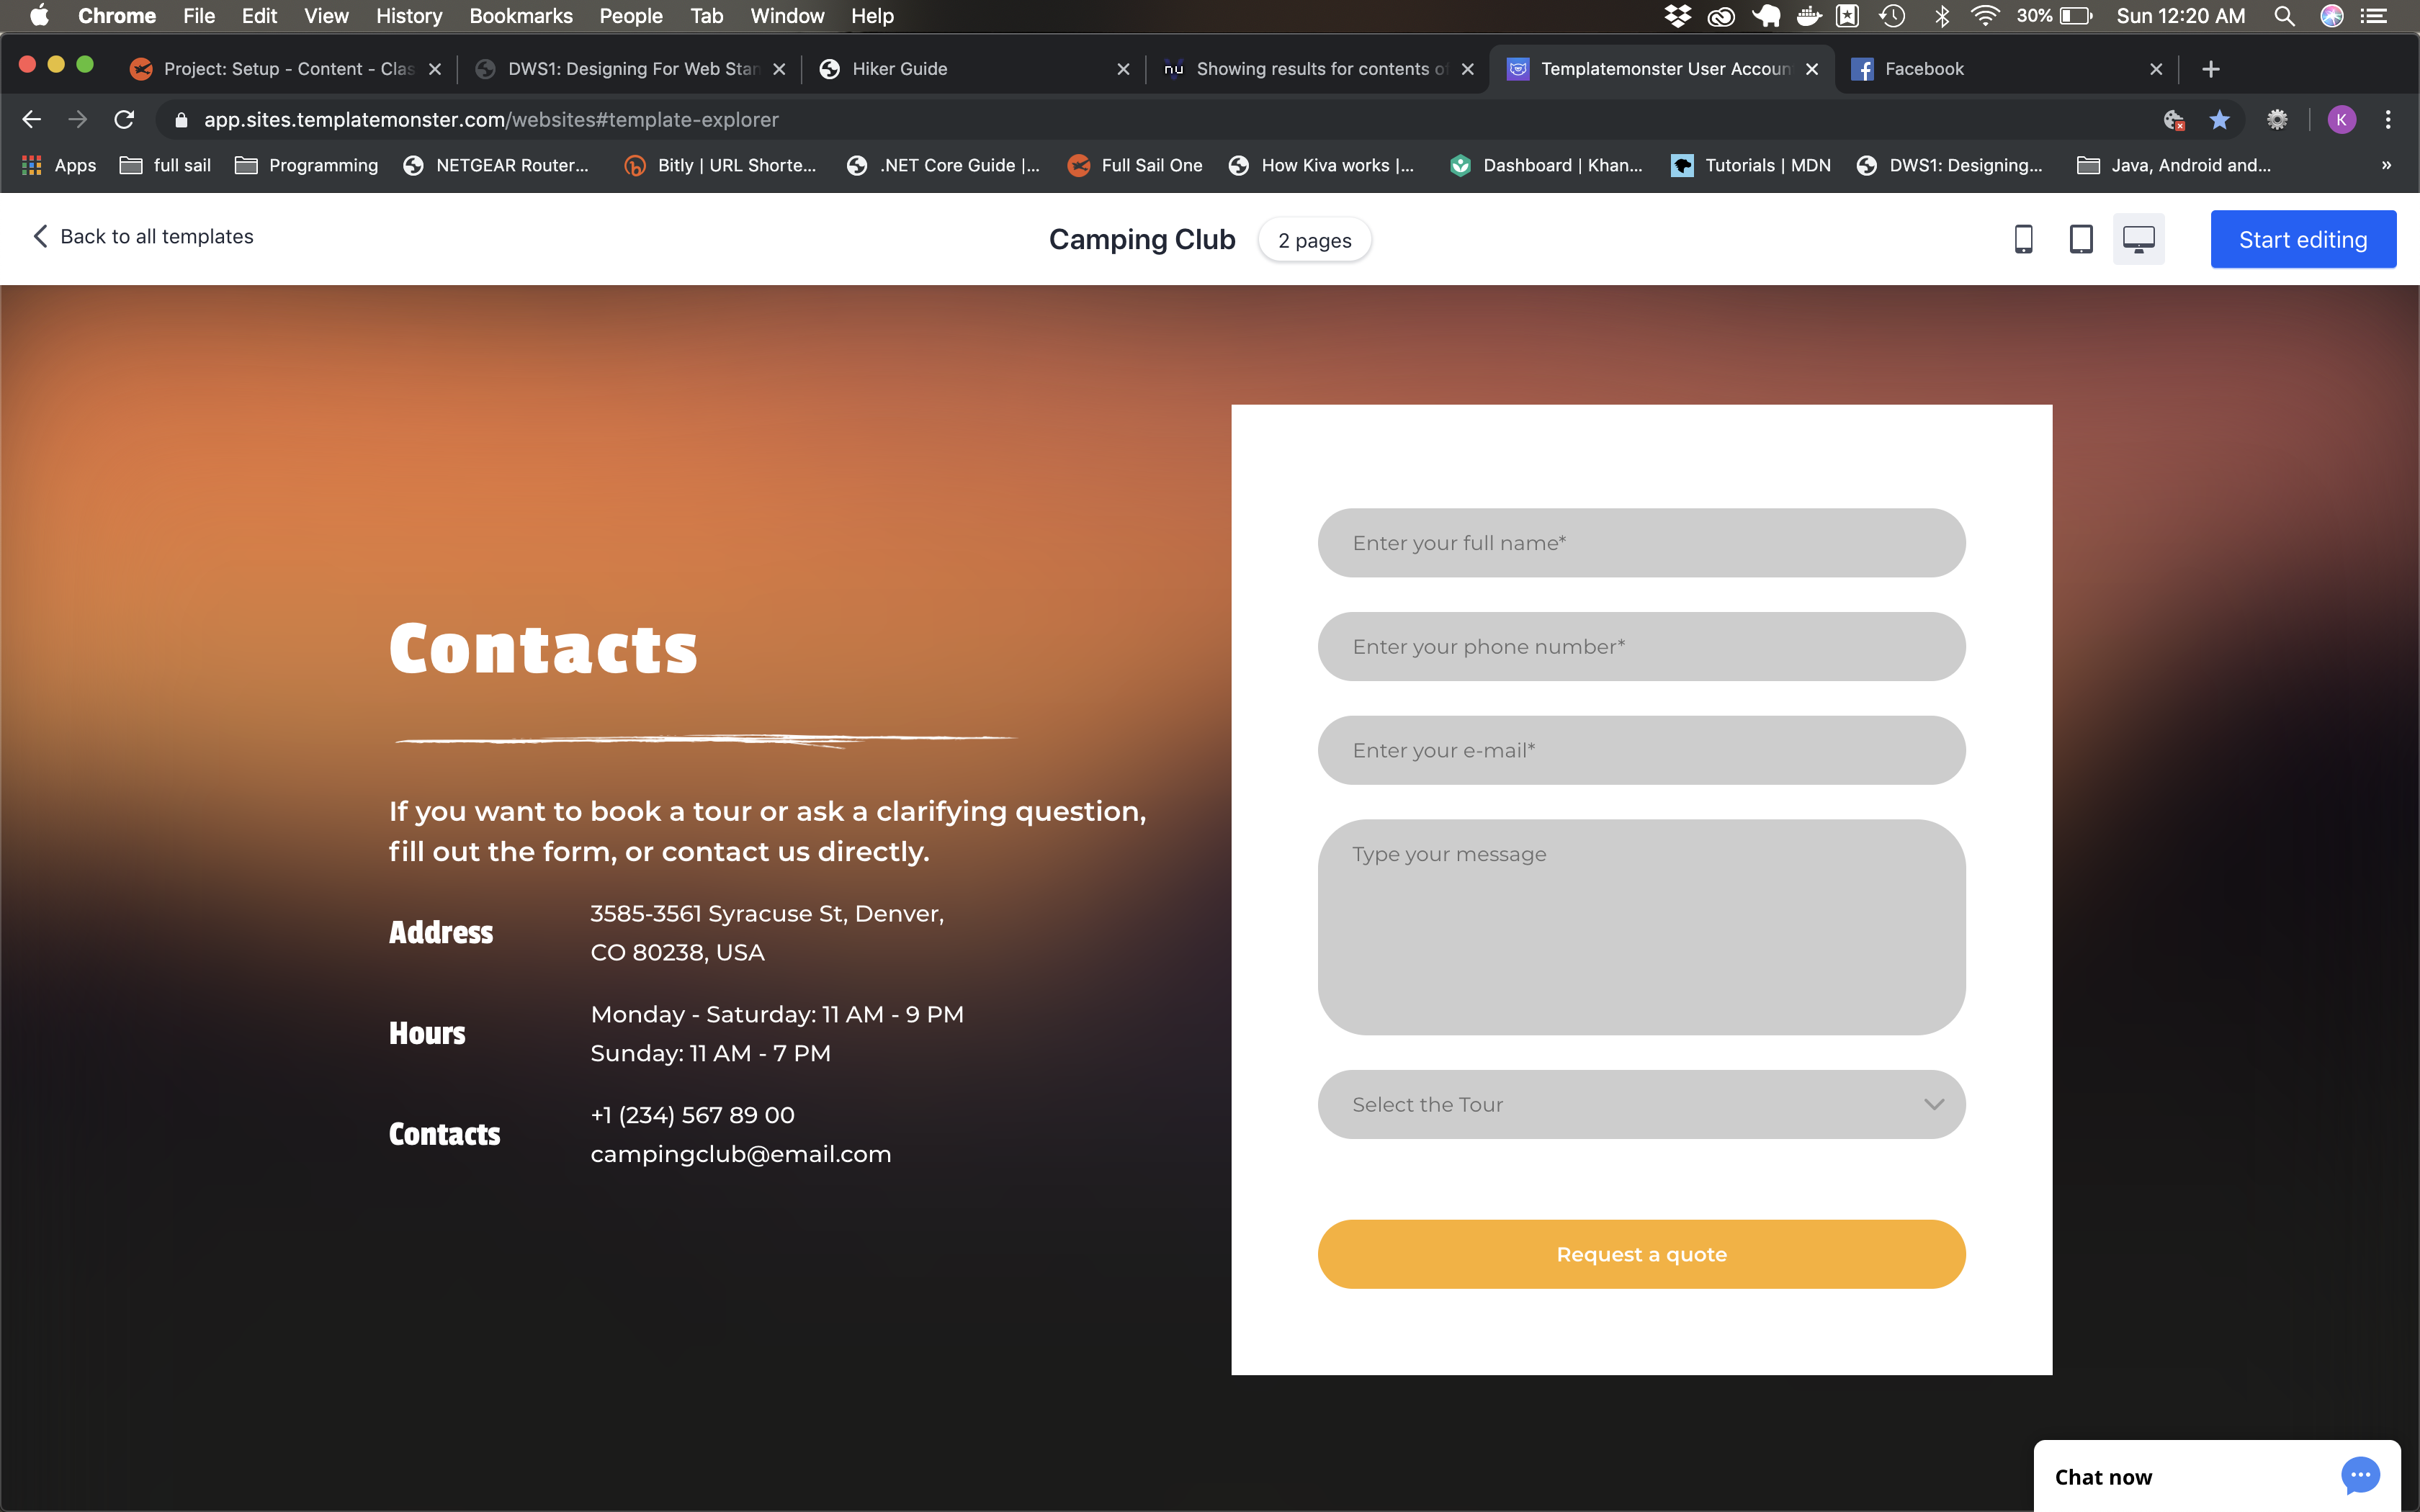 Chrome File Edit View History Bookmarks People Tab Window Help 30% Sun 12:20 AM
Project: Setup - Content - Clas DWS1: Designing For Web Stan Hiker Guide nu Showing results for contents of Templatemonster User Accoun Facebook
app.sites.templatemonster.com/websites#template-explorer K
Apps full sail Programming NETGEAR Router... Bitly | URL Shorte... .NET Core Guide |... Full Sail One How Kiva works |... Dashboard | Khan... Tutorials | MDN DWS1: Designing... Java, Android and... »
Back to all templates Camping Club 2 pages Start editing
Contacts
If you want to book a tour or ask a clarifying question,
fill out the form, or contact us directly.
Address
3585-3561 Syracuse St, Denver,
CO 80238, USA
Hours
Monday - Saturday: 11 AM - 9 PM
Sunday: 11 AM - 7 PM
Contacts
+1 (234) 567 89 00
campingclub@email.com
Enter your full name*
Enter your phone number*
Enter your e-mail*
Type your message
Select the Tour
Request a quote
Chat now